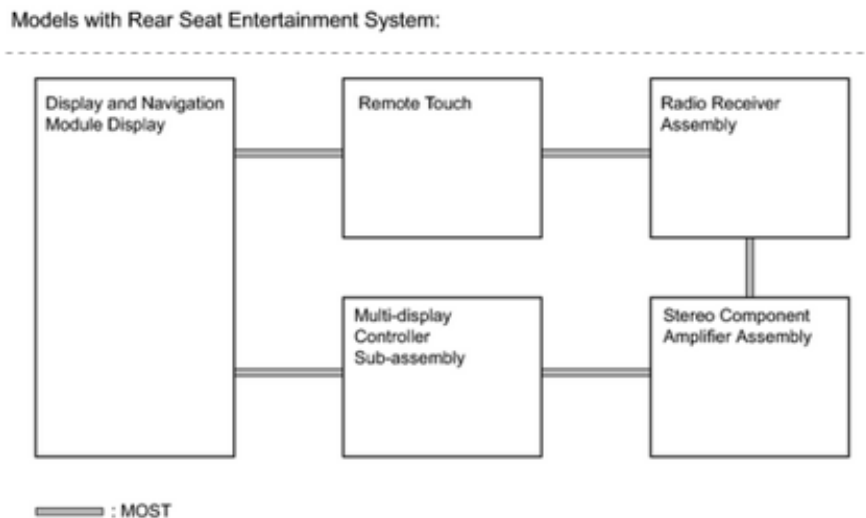 Models with Rear Seat Entertainment System:
Display and Navigation
Module Display
Remote Touch
Radio Receiver
Assembly
Multi-display
Controller
Sub-assembly
Stereo Component
Amplifier Assembly
: MOST